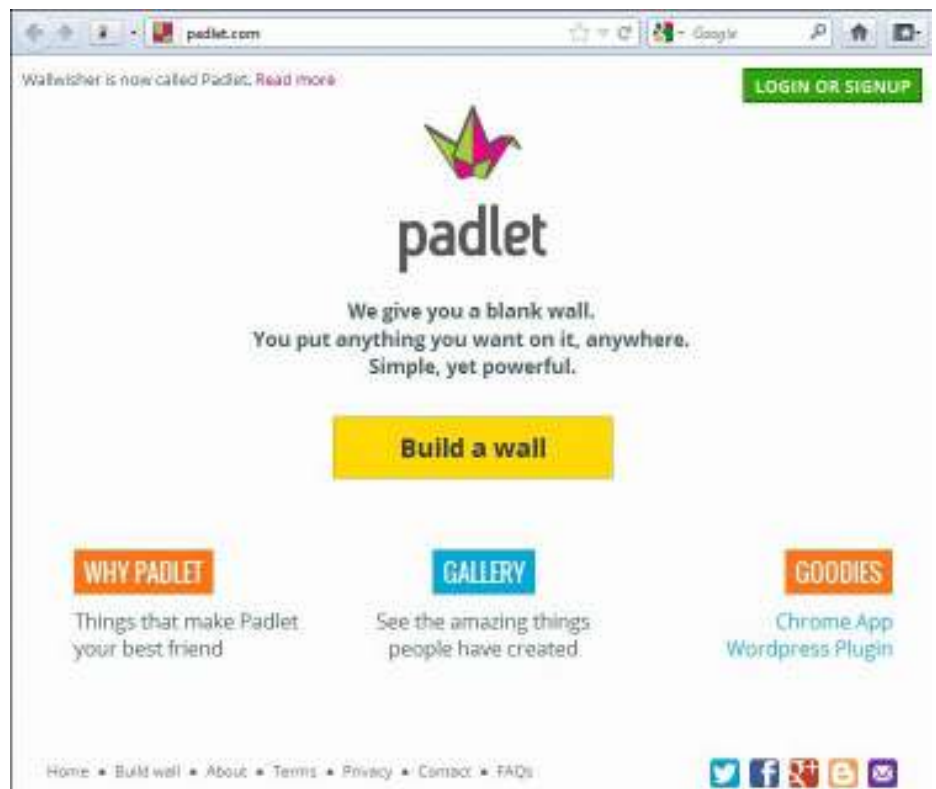 padlet.com
Google
Wallwisher is now called Padlet. Read more
LOGIN OR SIGNUP
padlet
We give you a blank wall.
You put anything you want on it, anywhere.
Simple, yet powerful.
Build a wall
WHY PADLET
Things that make Padlet
your best friend
GALLERY
See the amazing things
people have created
GOODIES
Chrome App
Wordpress Plugin
Home • Build wall • About • Terms • Privacy • Contact • FAQs